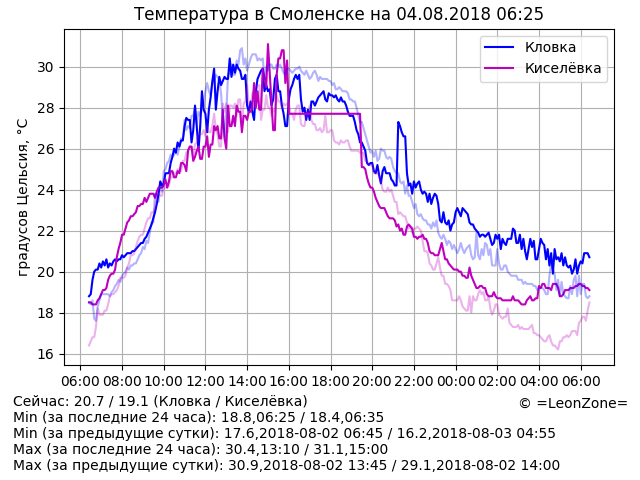 Температура в Смоленске на 04.08.2018 06:25
Кловка
Киселёвка
градусов Цельсия, °C
30
28
26
24
22
20
18
16
06:00 08:00 10:00 12:00 14:00 16:00 18:00 20:00 22:00 00:00 02:00 04:00 06:00
Сейчас: 20.7 / 19.1 (Кловка / Киселёвка)
© =LeonZone=
Min (за последние 24 часа): 18.8,06:25 / 18.4,06:35
Min (за предыдущие сутки): 17.6,2018-08-02 06:45 / 16.2,2018-08-03 04:55
Max (за последние 24 часа): 30.4,13:10 / 31.1,15:00
Max (за предыдущие сутки): 30.9,2018-08-02 13:45 / 29.1,2018-08-02 14:00